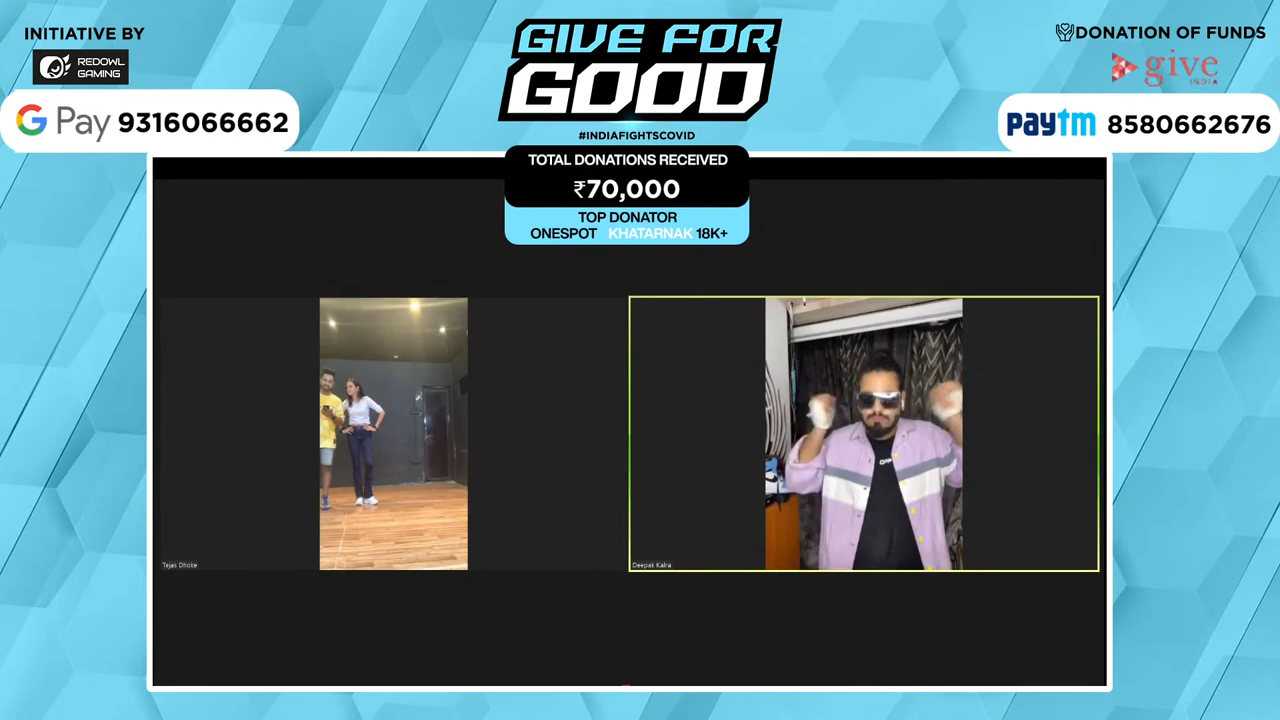 INITIATIVE BY
REDOWL
GAMING
G Pay 9316066662
GIVE FOR
GOOD
#INDIAFIGHTSCOVID
DONATION OF FUNDS
give
INDIA
paytm 8580662676
TOTAL DONATIONS RECEIVED
₹70,000
TOP DONATOR
ONESPOT KHATARNAK 18K+
Tejas Dhoke
Deepak Kalra